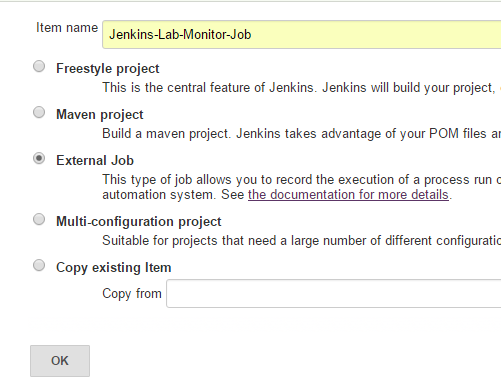 Item name Jenkins-Lab-Monitor-Job
Freestyle project
This is the central feature of Jenkins. Jenkins will build your project,
Maven project
Build a maven project. Jenkins takes advantage of your POM files
External Job
This type of job allows you to record the execution of a process run
automation system. See the documentation for more details.
Multi-configuration project
Suitable for projects that need a large number of different
Copy existing Item
Copy from
OK